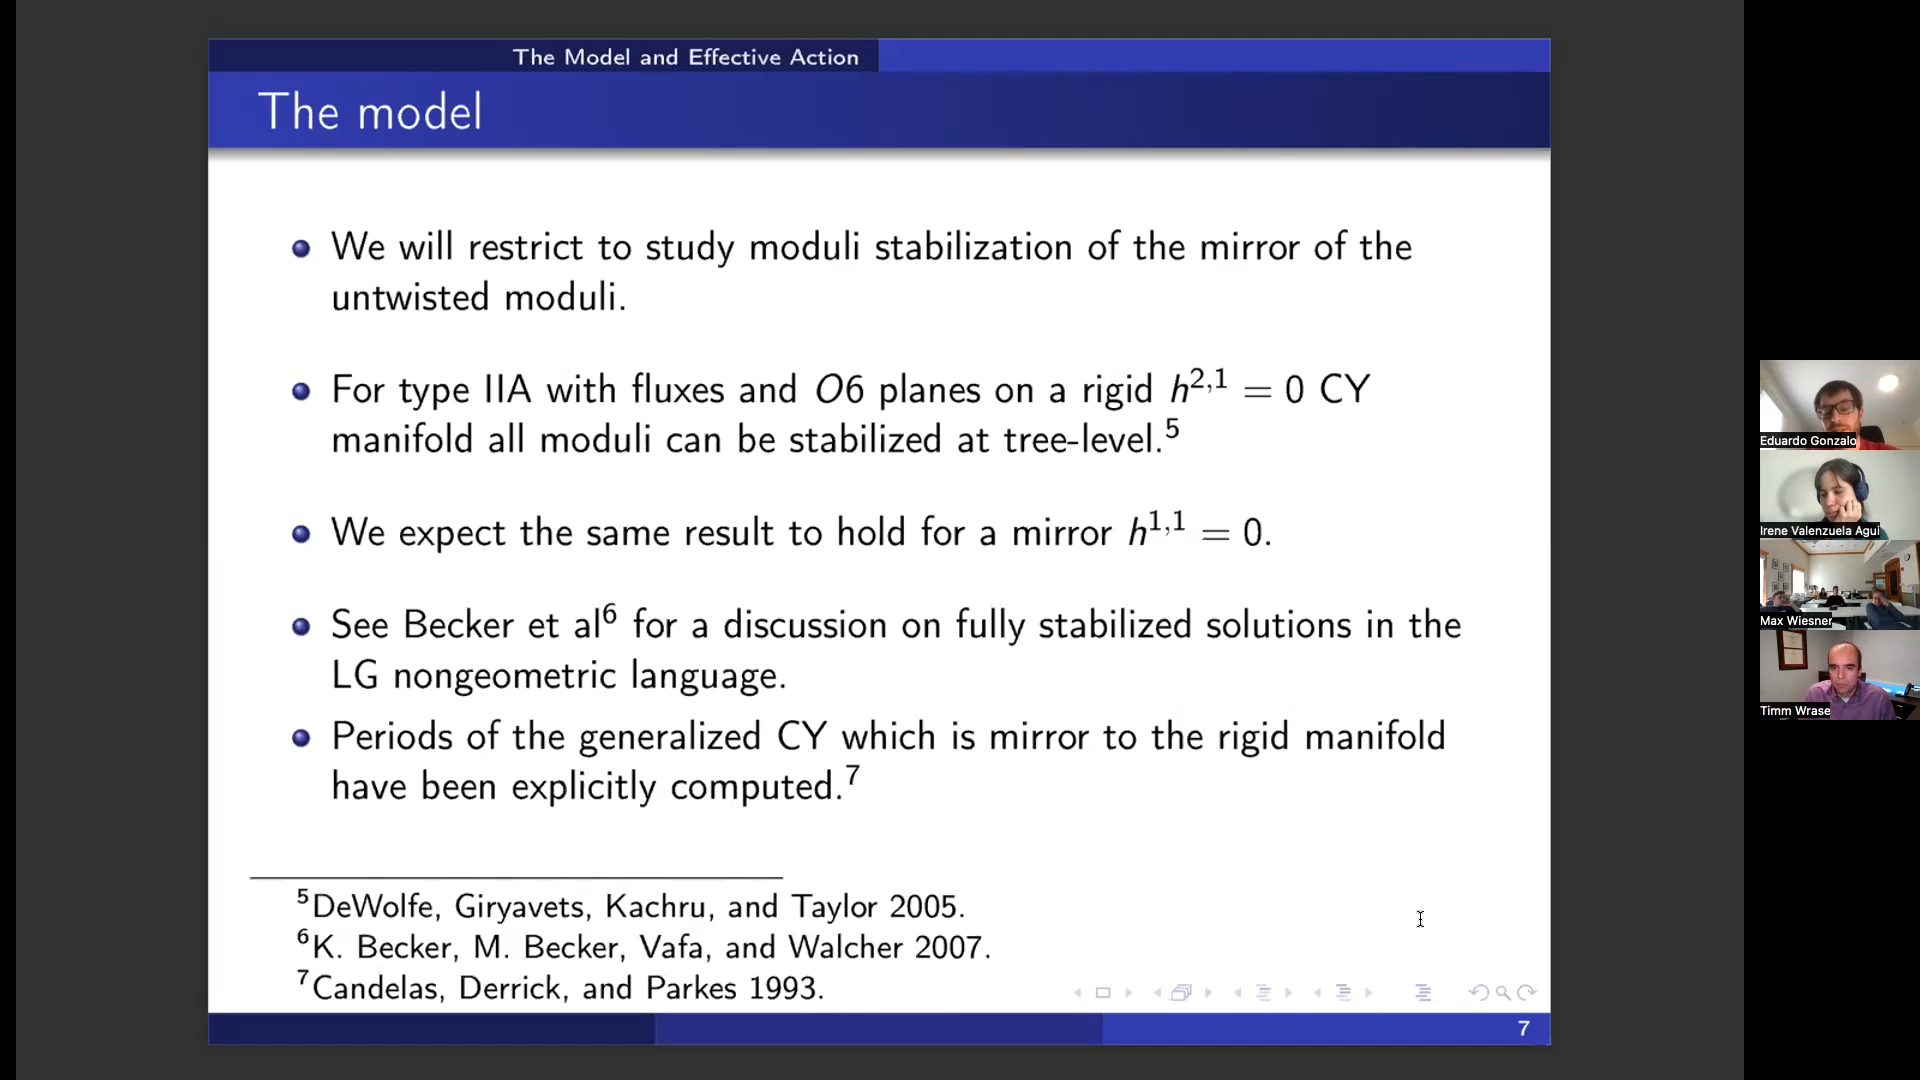 The Model and Effective Action
The model
We will restrict to study moduli stabilization of the mirror of the
untwisted moduli.
For type IIA with fluxes and O6 planes on a rigid h^{2,1} = 0 CY
manifold all moduli can be stabilized at tree-level.⁵
We expect the same result to hold for a mirror h^{1,1} = 0.
See Becker et al⁶ for a discussion on fully stabilized solutions in the
LG nongeometric language.
Periods of the generalized CY which is mirror to the rigid manifold
have been explicitly computed.⁷
⁵DeWolfe, Giryavets, Kachru, and Taylor 2005.
⁶K. Becker, M. Becker, Vafa, and Walcher 2007.
⁷Candelas, Derrick, and Parkes 1993.
7
Eduardo Gonzalo
Irene Valenzuela Agui
Max Wiesner
Timm Wrase